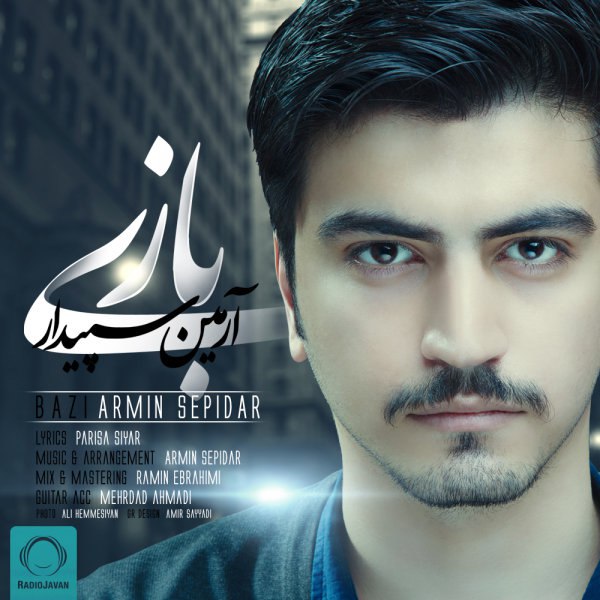 بازی
آرمین سپیدار
BAZI ARMIN SEPIDAR
LYRICS PARISA SIYAR
MUSIC & ARRANGEMENT ARMIN SEPIDAR
MIX & MASTERING RAMIN EBRAHIMI
GUITAR ACC MEHRDAD AHMADI
PHOTO ALI HEMMESIYAN GR DESIGN AMIR SAYYADI
RADIOJAVAN